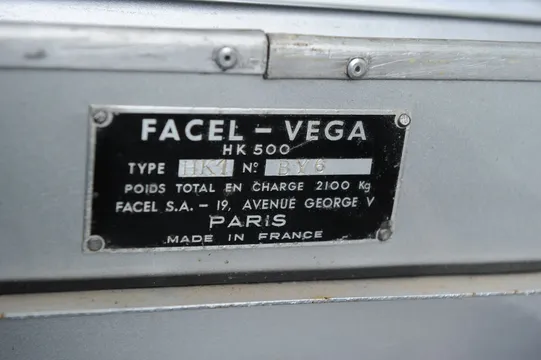 FACEL - VEGA
HK 500
TYPE HK1 Nº BY6
POIDS TOTAL EN CHARGE 2100 Kg
FACEL S.A. - 19, AVENUE GEORGE V
PARIS
MADE IN FRANCE